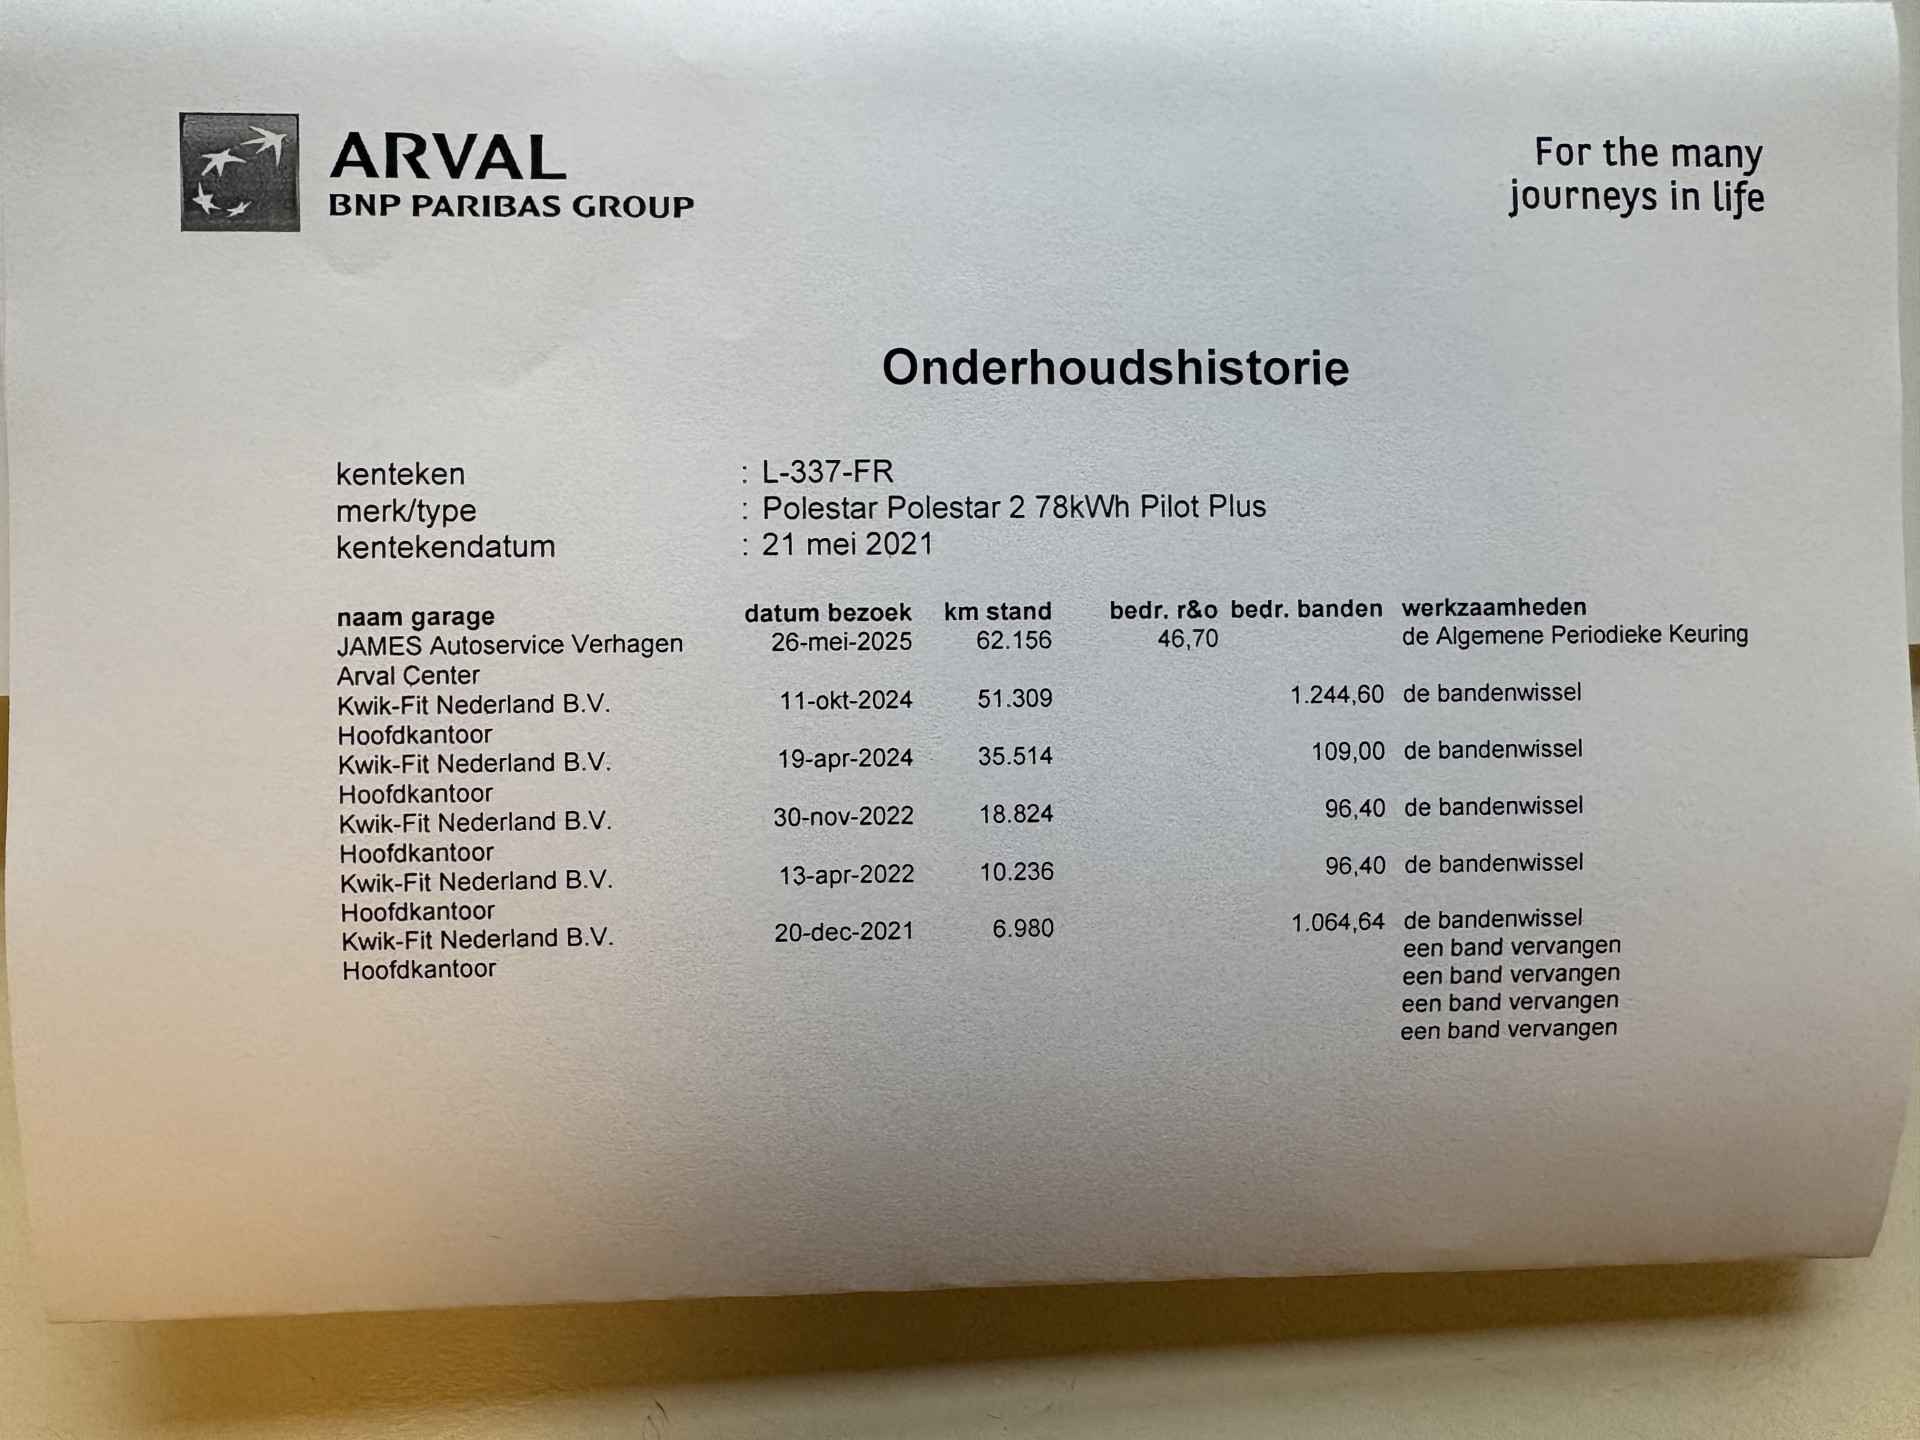 ARVAL
BNP PARIBAS GROUP
For the many
journeys in life
Onderhoudshistorie
kenteken : L-337-FR
merk/type : Polestar Polestar 2 78kWh Pilot Plus
kentekendatum : 21 mei 2021
naam garage datum bezoek km stand bedr. r&o bedr. banden werkzaamheden
JAMES Autoservice Verhagen 26-mei-2025 62.156 46,70 de Algemene Periodieke Keuring
Arval Center
Kwik-Fit Nederland B.V. 11-okt-2024 51.309 1.244,60 de bandenwissel
Hoofdkantoor
Kwik-Fit Nederland B.V. 19-apr-2024 35.514 109,00 de bandenwissel
Hoofdkantoor
Kwik-Fit Nederland B.V. 30-nov-2022 18.824 96,40 de bandenwissel
Hoofdkantoor
Kwik-Fit Nederland B.V. 13-apr-2022 10.236 96,40 de bandenwissel
Hoofdkantoor
Kwik-Fit Nederland B.V. 20-dec-2021 6.980 1.064,64 de bandenwissel
een band vervangen
Hoofdkantoor een band vervangen
een band vervangen
een band vervangen